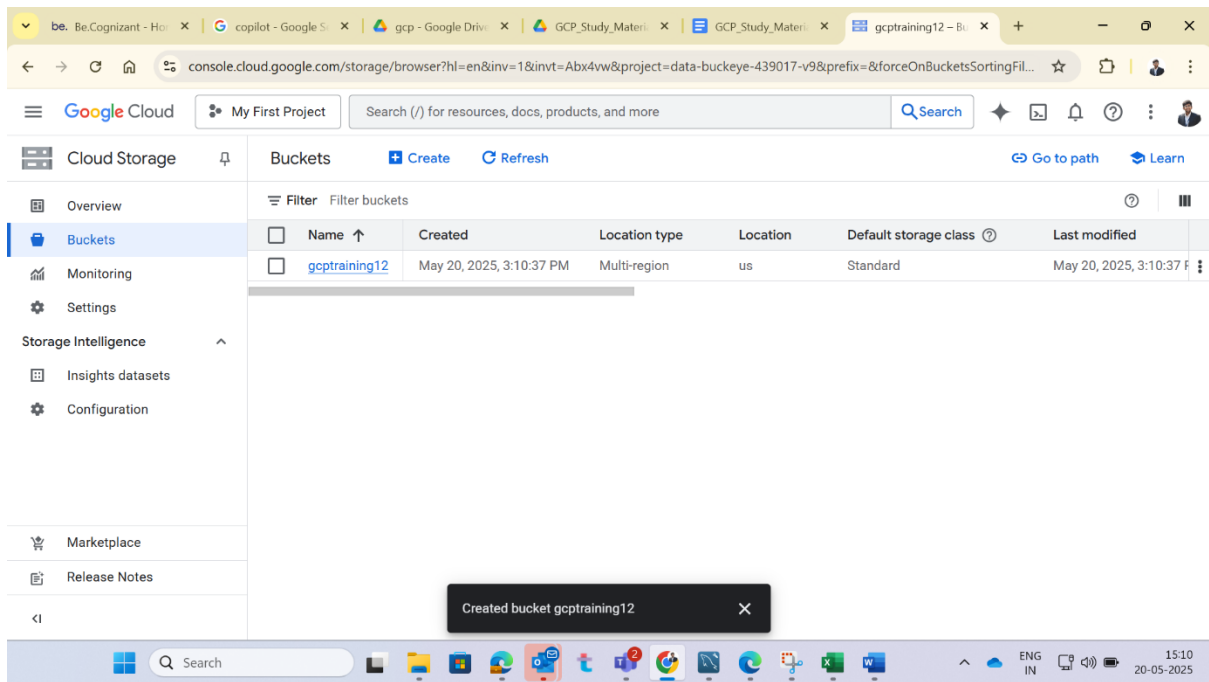 be. Be.Cognizant - Ho
copilot - Google S
gcp - Google Driv
GCP_Study_Materi
GCP_Study_Materi
gcptraining12 – Bu
console.cloud.google.com/storage/browser?hl=en&inv=1&invt=Abx4vw&project=data-buckeye-439017-v9&prefix=&forceOnBucketsSortingFil...
Google Cloud
My First Project
Search (/) for resources, docs, products, and more
Search
Cloud Storage
Buckets
Create
Refresh
Go to path
Learn
Overview
Buckets
Monitoring
Settings
Storage Intelligence
Insights datasets
Configuration
Filter Filter buckets
Name ↑ Created Location type Location Default storage class Last modified
gcptraining12 May 20, 2025, 3:10:37 PM Multi-region us Standard May 20, 2025, 3:10:37
Marketplace
Release Notes
Created bucket gcptraining12
Search
2
ENG
IN
15:10
20-05-2025